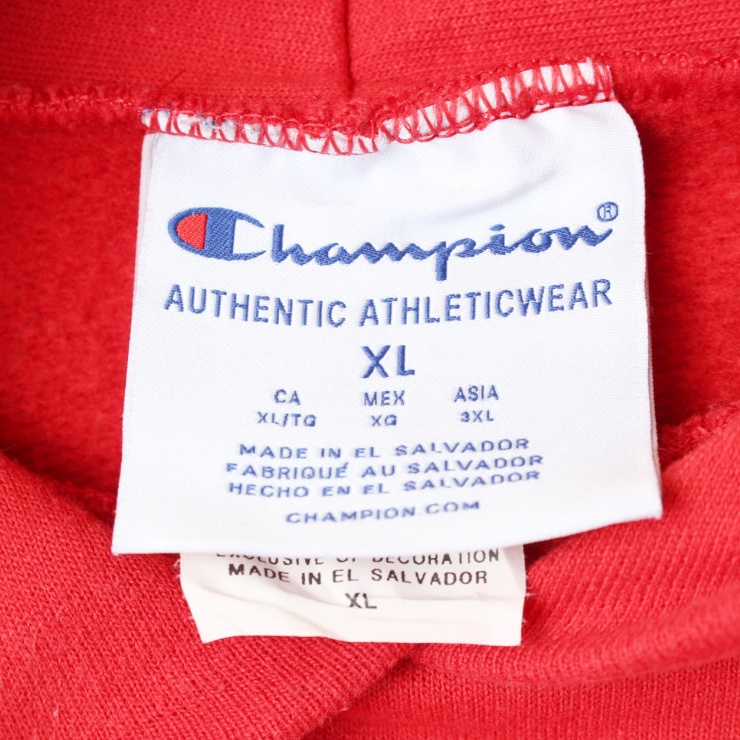 Champion®
AUTHENTIC ATHLETICWEAR
XL
CA MEX ASIA
XL/TG XG 3XL
MADE IN EL SALVADOR
FABRIQUÉ AU SALVADOR
HECHO EN EL SALVADOR
CHAMPION.COM
EXCLUSIVE OF DECORATION
MADE IN EL SALVADOR
XL